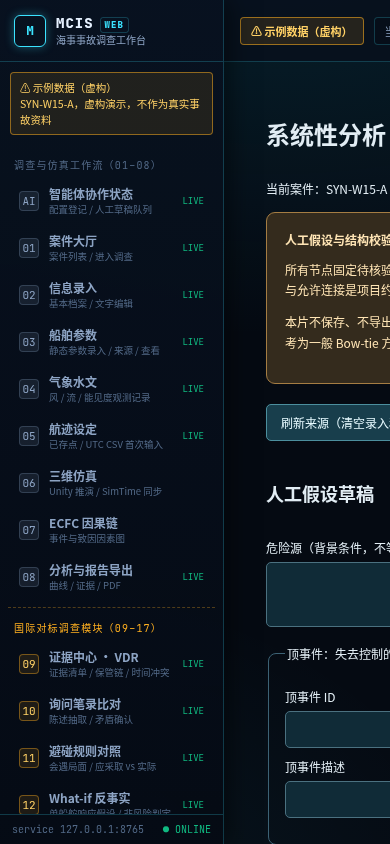 M
MCIS WEB
海事事故调查工作台
⚠ 示例数据（虚构）
SYN-W15-A，虚构演示，不作为真实事
故资料
调查与仿真工作流（01-08）
AI 智能体协作状态 LIVE
配置登记 / 人工草稿队列
01 案件大厅 LIVE
案件列表 / 进入调查
02 信息录入 LIVE
基本档案 / 文字编辑
03 船舶参数 LIVE
静态参数录入 / 来源 / 查看
04 气象水文 LIVE
风 / 流 / 能见度观测记录
05 航迹设定 LIVE
已存点 / UTC CSV 首次输入
06 三维仿真
Unity 推演 / SimTime 同步
07 ECFC 因果链
事件与致因因素图
08 分析与报告导出 LIVE
曲线 / 证据 / PDF
国际对标调查模块（09-17）
09 证据中心 · VDR LIVE
证据清单 / 保管链 / 时间冲突
10 询问笔录比对 LIVE
陈述抽取 / 矛盾确认
11 避碰规则对照 LIVE
会遇局面 / 应采取 vs 实际
12 What-if 反事实 LIVE
service 127.0.0.1:8765 ● ONLINE
⚠ 示例数据（虚构）
系统性分析
当前案件：SYN-W15-A
人工假设与结构校验
所有节点固定待核验
与允许连接是项目约
本片不保存、不导出
考为一般 Bow-tie 方
刷新来源（清空录入
人工假设草稿
危险源（背景条件，不等
顶事件：失去控制的
顶事件 ID
顶事件描述